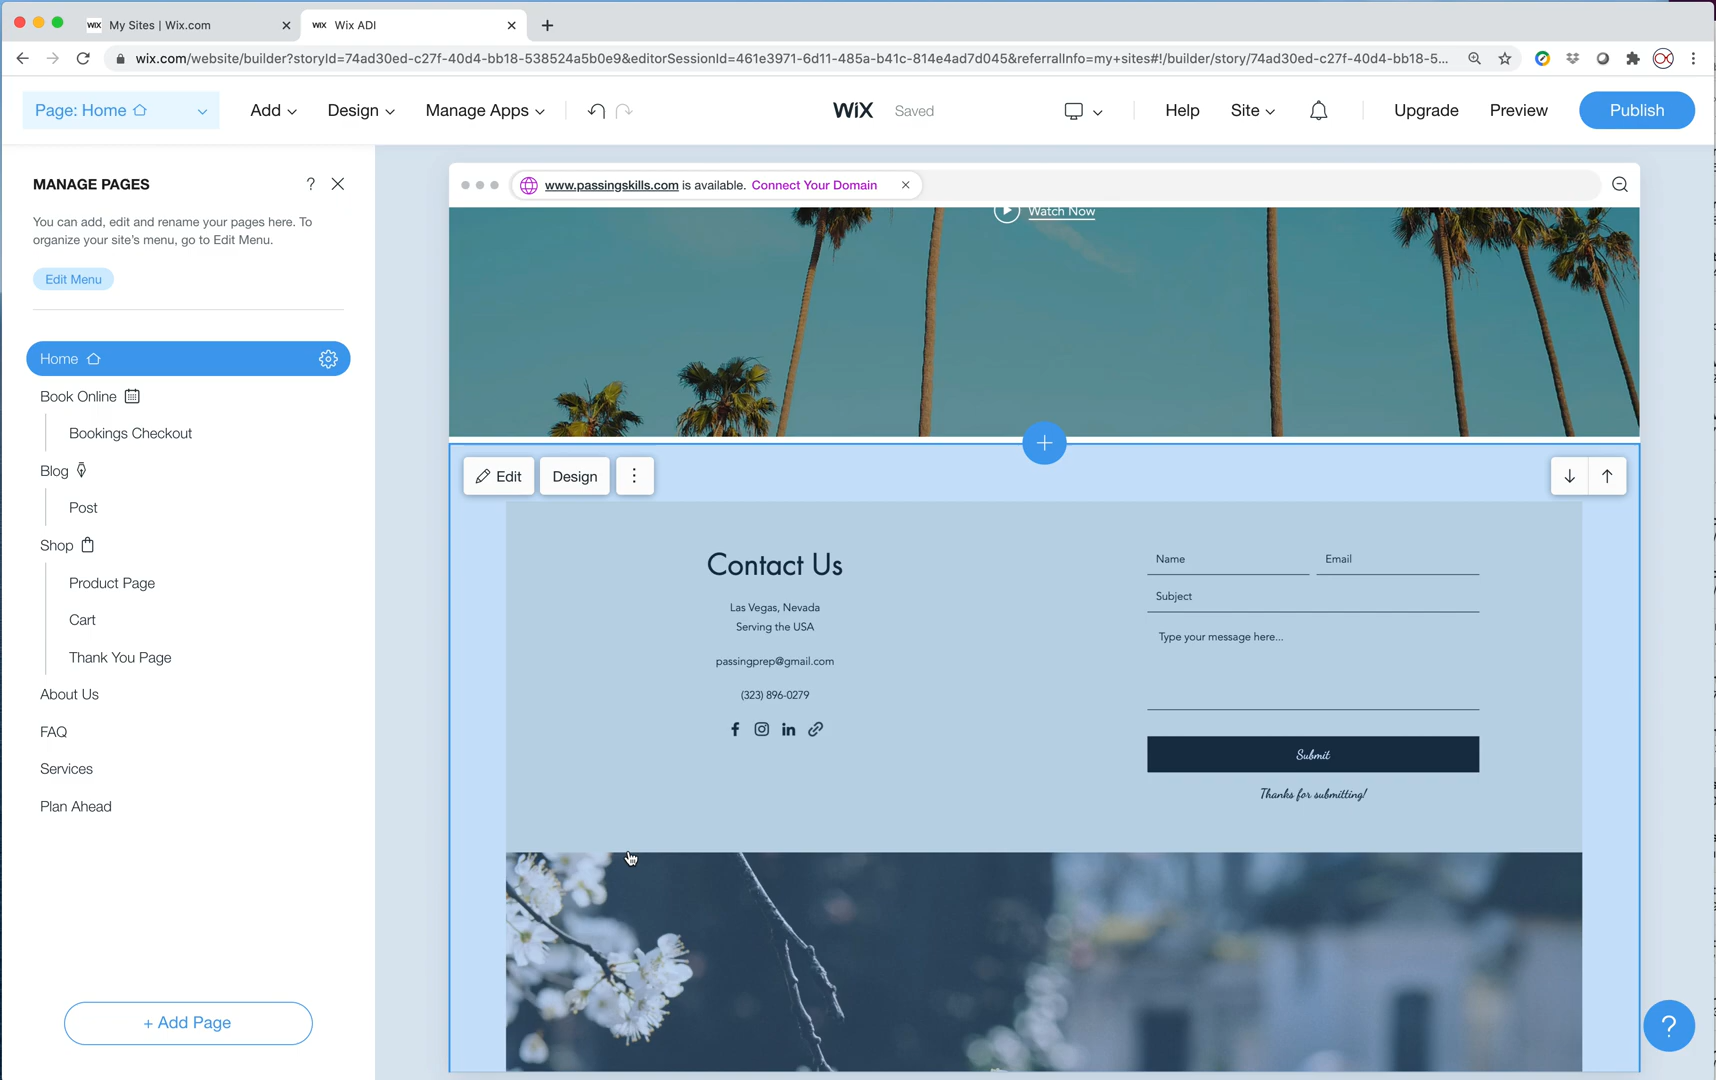 WIX My Sites | Wix.com
WIX Wix ADI
wix.com/website/builder?storyId=74ad30ed-c27f-40d4-bb18-538524a5b0e9&editorSessionId=461e3971-6d11-485a-b41c-814e4ad7d045&referralInfo=my+sites#!/builder/story/74ad30ed-c27f-40d4-bb18-5...
Page: Home
Add
Design
Manage Apps
WiX
Saved
Help
Site
Upgrade
Preview
Publish
MANAGE PAGES
?
You can add, edit and rename your pages here. To
organize your site's menu, go to Edit Menu.
Edit Menu
Home
Book Online
Bookings Checkout
Blog
Post
Shop
Product Page
Cart
Thank You Page
About Us
FAQ
Services
Plan Ahead
+ Add Page
www.passingskills.com is available. Connect Your Domain
Watch Now
Edit
Design
Contact Us
Las Vegas, Nevada
Serving the USA
passingprep@gmail.com
(323) 896-0279
Name
Email
Subject
Type your message here...
Submit
Thanks for submitting!
?